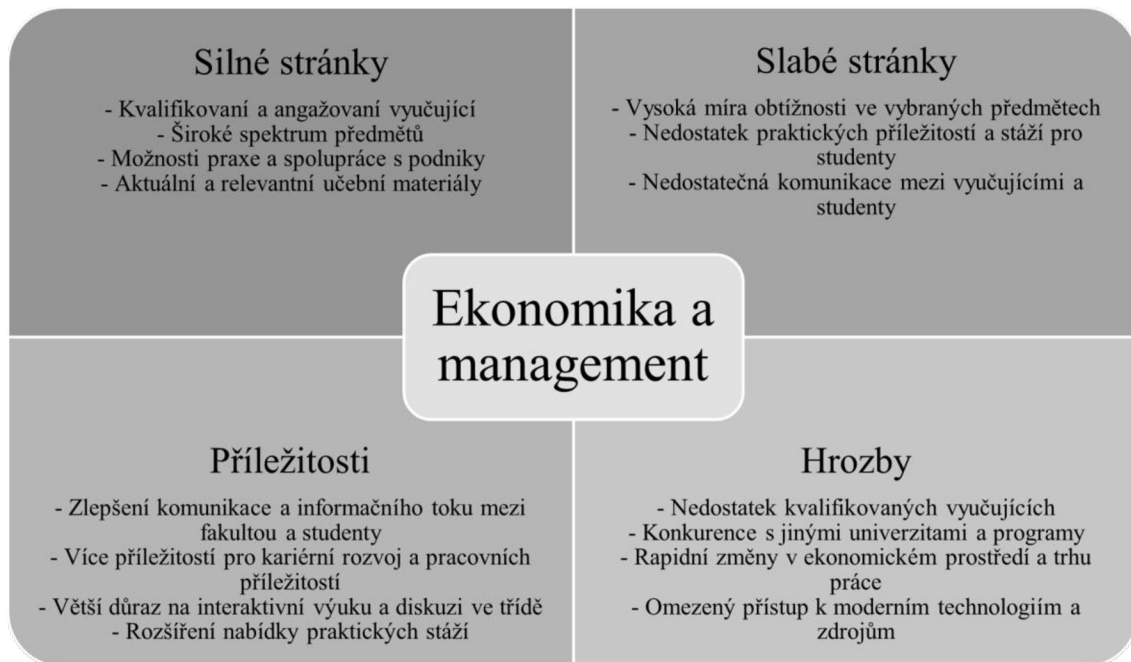 Silné stránky
- Kvalifikovaní a angažovaní vyučující
- Široké spektrum předmětů
- Možnosti praxe a spolupráce s podniky
- Aktuální a relevantní učební materiály
Slabé stránky
- Vysoká míra obtížnosti ve vybraných předmětech
- Nedostatek praktických příležitostí a stáží pro
studenty
- Nedostatečná komunikace mezi vyučujícími a
studenty
Ekonomika a
management
Příležitosti
- Zlepšení komunikace a informačního toku mezi
fakultou a studenty
- Více příležitostí pro kariérní rozvoj a pracovních
příležitostí
- Větší důraz na interaktivní výuku a diskuzi ve třídě
- Rozšíření nabídky praktických stáží
Hrozby
- Nedostatek kvalifikovaných vyučujících
- Konkurence s jinými univerzitami a programy
- Rapidní změny v ekonomickém prostředí a trhu
práce
- Omezený přístup k moderním technologiím a
zdrojům